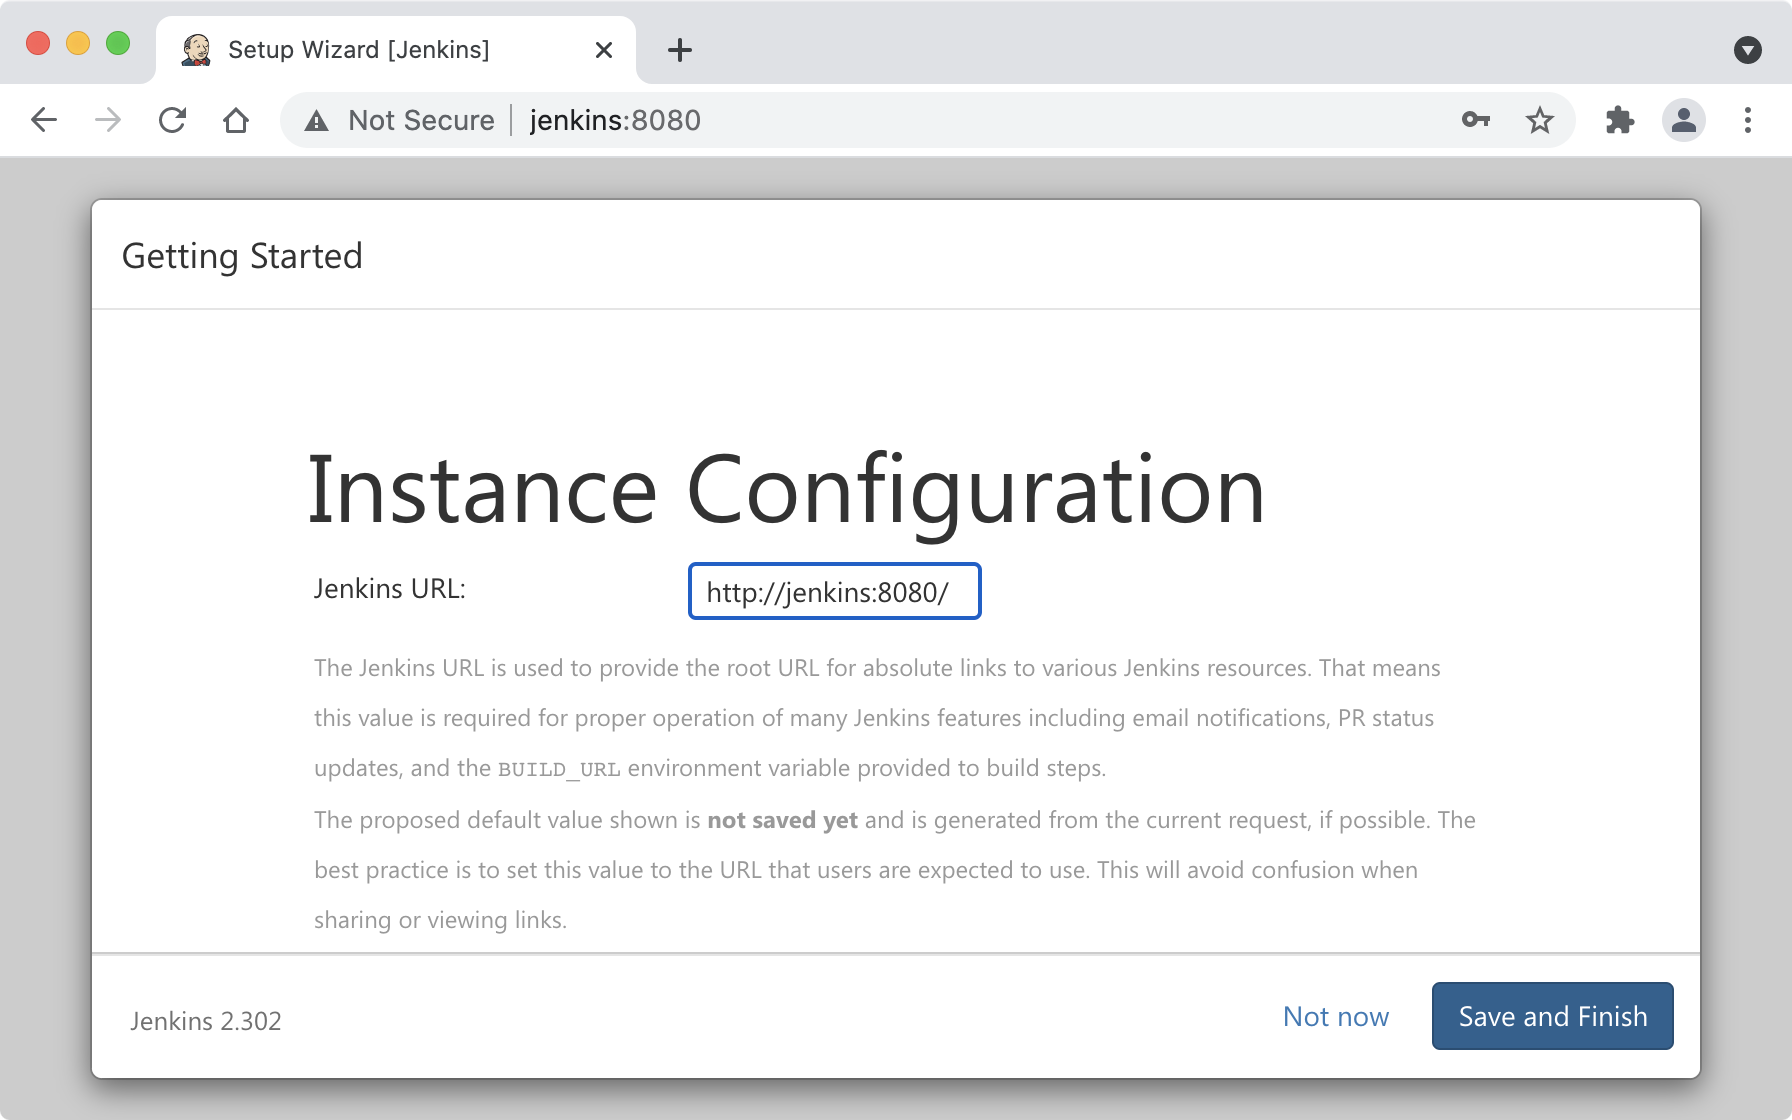 Setup Wizard [Jenkins]
Not Secure jenkins:8080
Getting Started
Instance Configuration
Jenkins URL: http://jenkins:8080/
The Jenkins URL is used to provide the root URL for absolute links to various Jenkins resources. That means
this value is required for proper operation of many Jenkins features including email notifications, PR status
updates, and the BUILD_URL environment variable provided to build steps.
The proposed default value shown is not saved yet and is generated from the current request, if possible. The
best practice is to set this value to the URL that users are expected to use. This will avoid confusion when
sharing or viewing links.
Jenkins 2.302 Not now Save and Finish